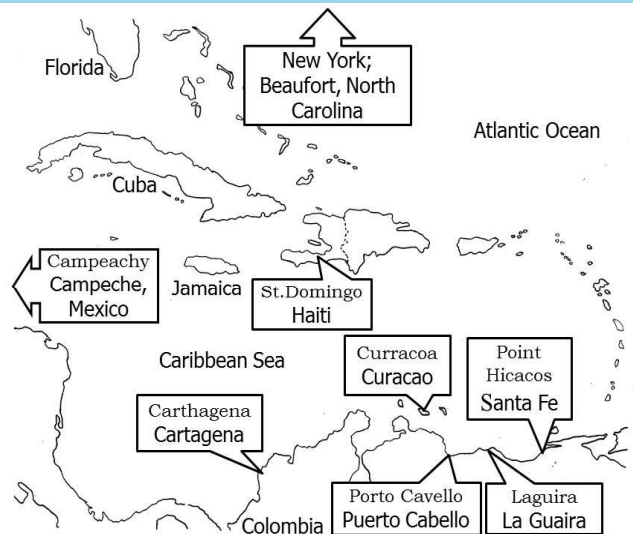 Florida
New York;
Beaufort, North
Carolina
Atlantic Ocean
Cuba
Campeachy
Campeche,
Mexico
Jamaica
St.Domingo
Haiti
Caribbean Sea
Curracoa
Curacao
Point
Hicacos
Santa Fe
Carthagena
Cartagena
Porto Cavello
Puerto Cabello
Laguira
La Guaira
Colombia